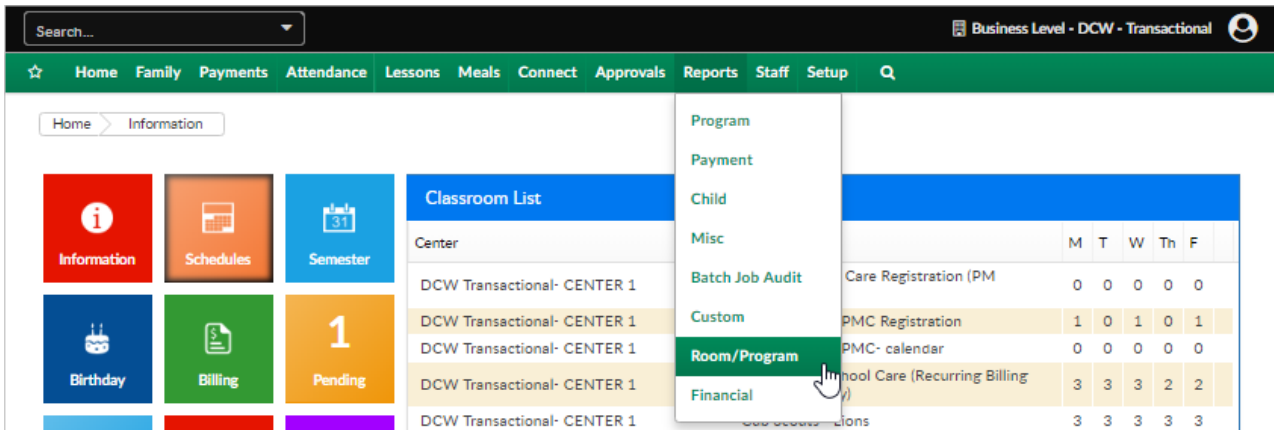 Search...
Business Level - DCW - Transactional
Home Family Payments Attendance Lessons Meals Connect Approvals Reports Staff Setup
Home Information
Program
Payment
Child
Misc
Batch Job Audit
Custom
Room/Program
Financial
Information
Schedules
31
Semester
Birthday
Billing
1
Pending
Classroom List
Center M T W Th F
DCW Transactional- CENTER 1 Care Registration (PM 0 0 0 0 0
DCW Transactional- CENTER 1 PMC Registration 1 0 1 0 1
DCW Transactional- CENTER 1 PMC- calendar 0 0 0 0 0
DCW Transactional- CENTER 1 Care (Recurring Billing 3 3 3 2 2
DCW Transactional- CENTER 1 Lions 3 3 3 3 3